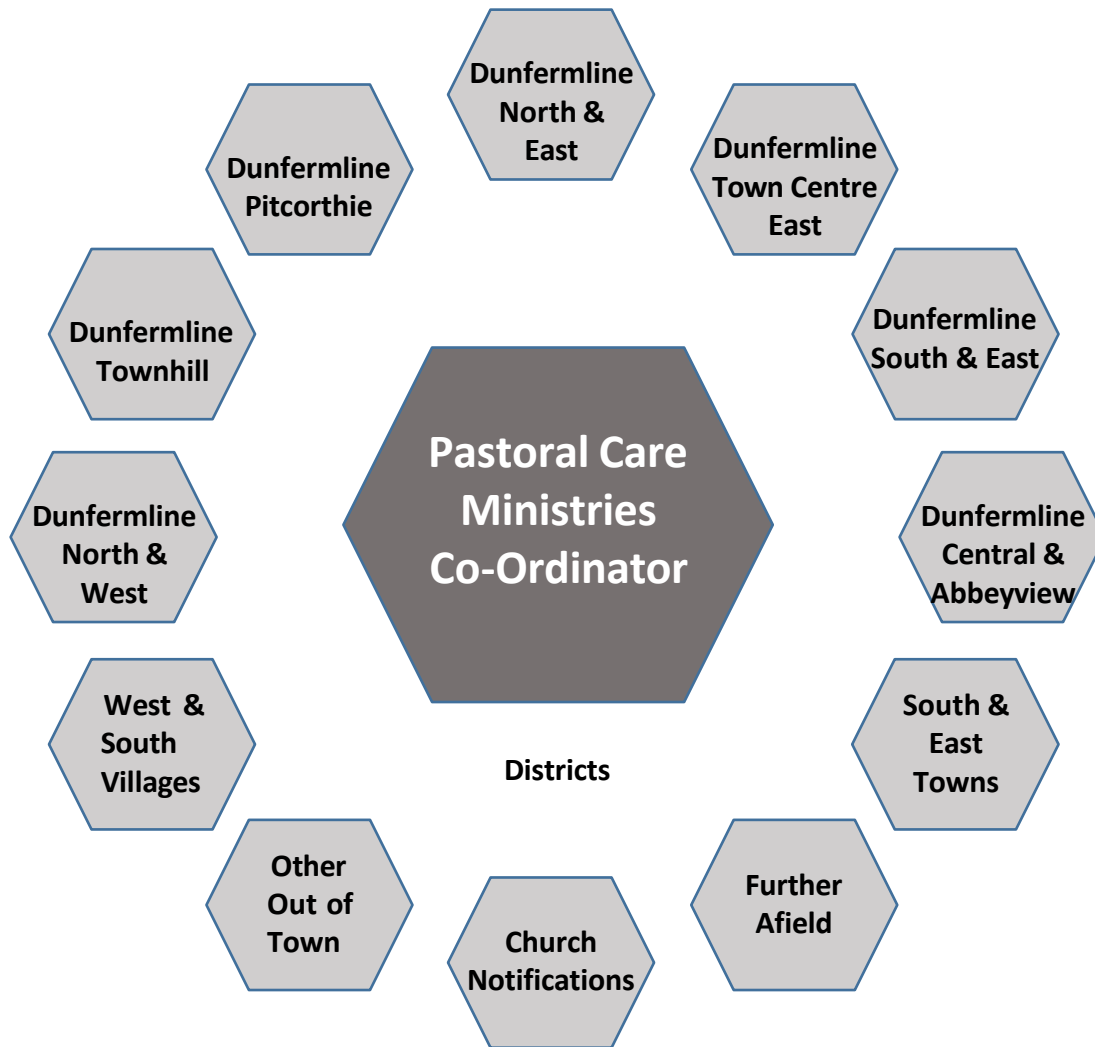 Dunfermline
North &
East
Dunfermline
Town Centre
East
Dunfermline
South & East
Dunfermline
Central &
Abbeyview
South &
East
Towns
Further
Afield
Church
Notifications
Other
Out of
Town
West &
South
Villages
Dunfermline
North &
West
Dunfermline
Townhill
Dunfermline
Pitcorthie
Pastoral Care
Ministries
Co-Ordinator
Districts